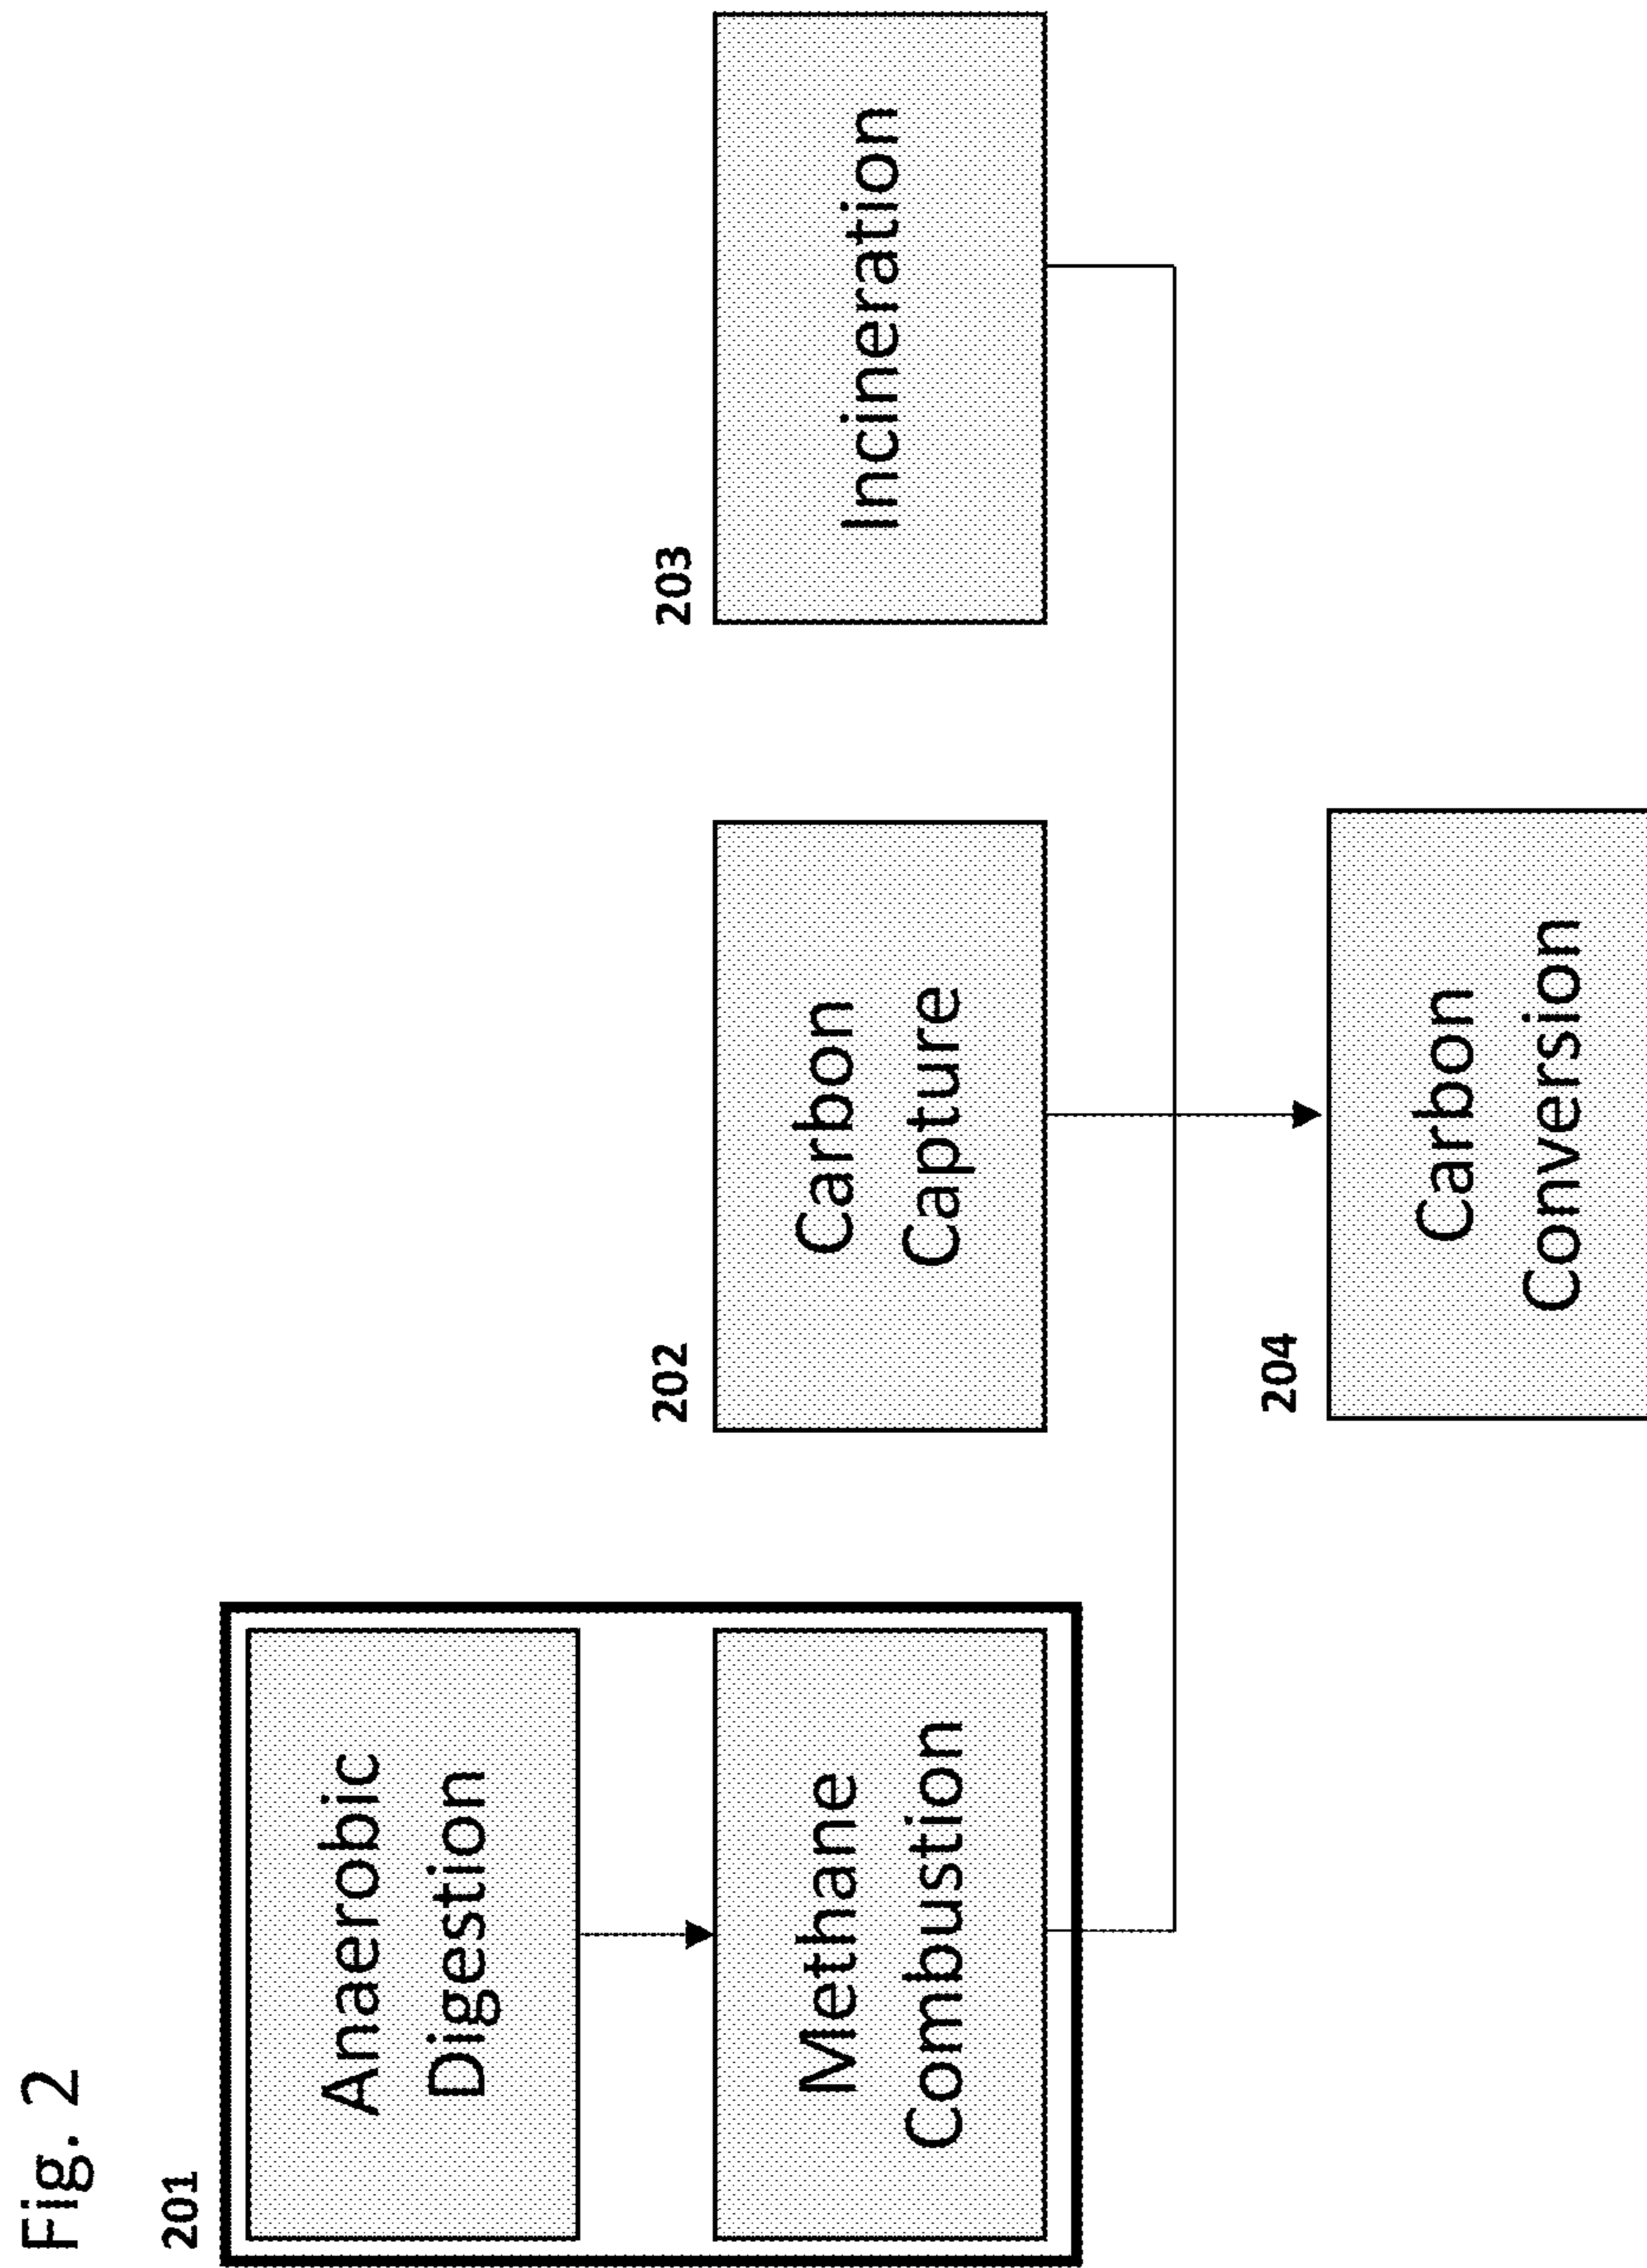 Fig. 2
201
Anaerobic
Digestion
Methane
Combustion
202
Carbon
Capture
203
Incineration
204
Carbon
Conversion